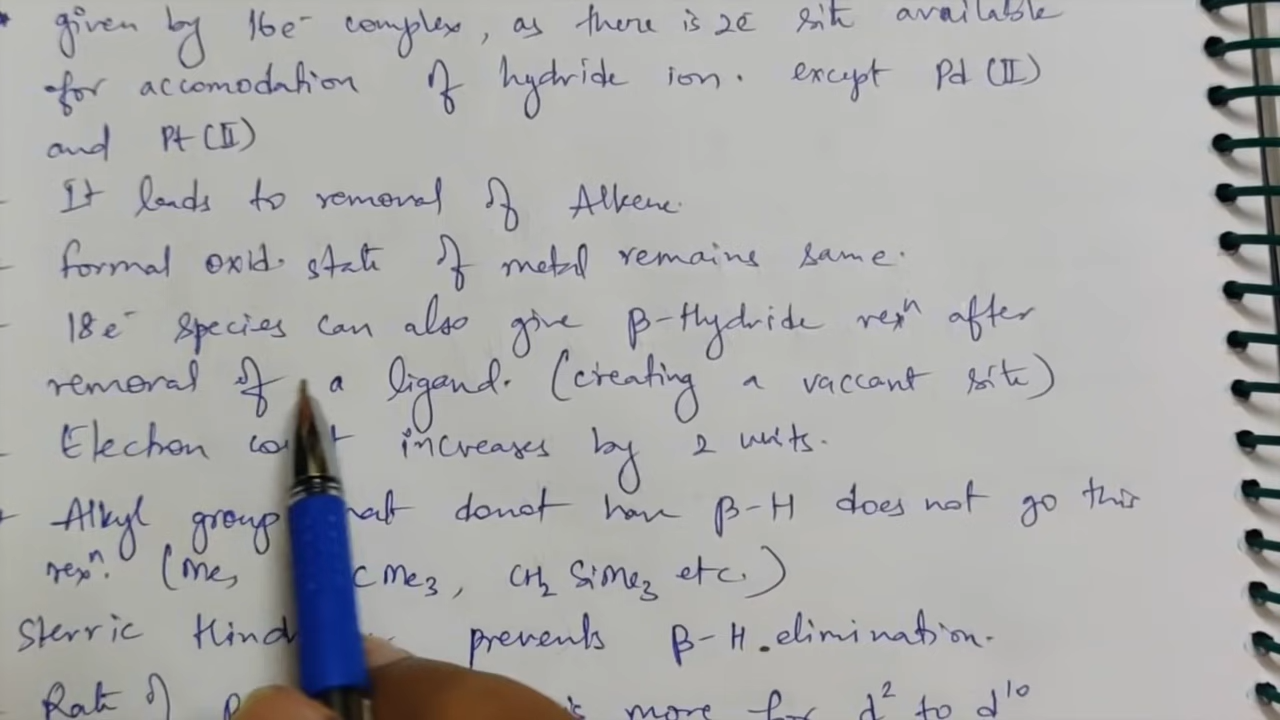 given by 16e⁻ complex, as there is 2e⁻ site available
for accomodation of hydride ion. except Pd(II)
and Pt(II)
- It leads to removal of Alkene.
- formal oxid. state of metal remains same.
- 18e⁻ species can also give β-Hydride rexⁿ after
removal of a ligand. (creating a vaccant site)
- Electron increases by 2 units.
Alkyl group donot have β-H does not go this
rexⁿ. (Me, CMe₃, CH₂SiMe₃ etc.)
Sterric prevents β-H.elimination.
- Rate of is more for d² to d¹⁰